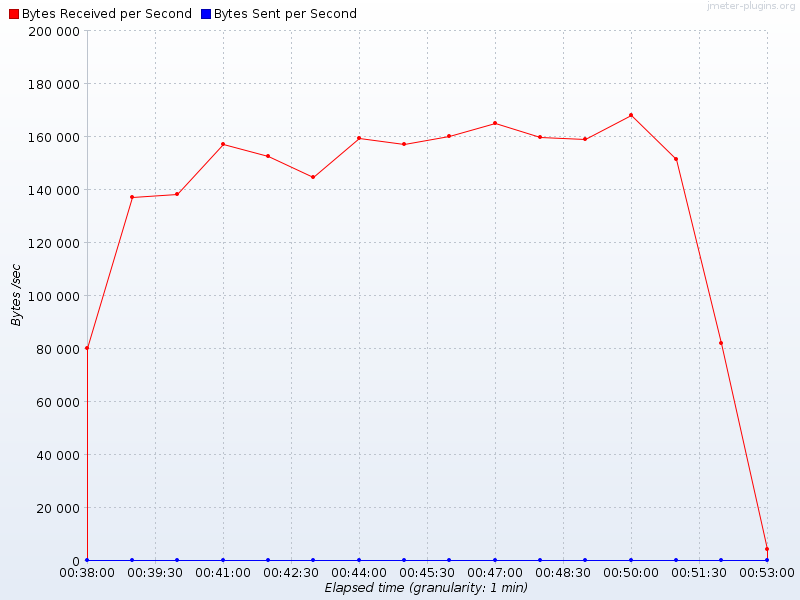 Bytes Received per Second Bytes Sent per Second
jmeter-plugins.org
200 000
180 000
160 000
140 000
120 000
100 000
80 000
60 000
40 000
20 000
0
Bytes /sec
00:38:00 00:39:30 00:41:00 00:42:30 00:44:00 00:45:30 00:47:00 00:48:30 00:50:00 00:51:30 00:53:00
Elapsed time (granularity: 1 min)